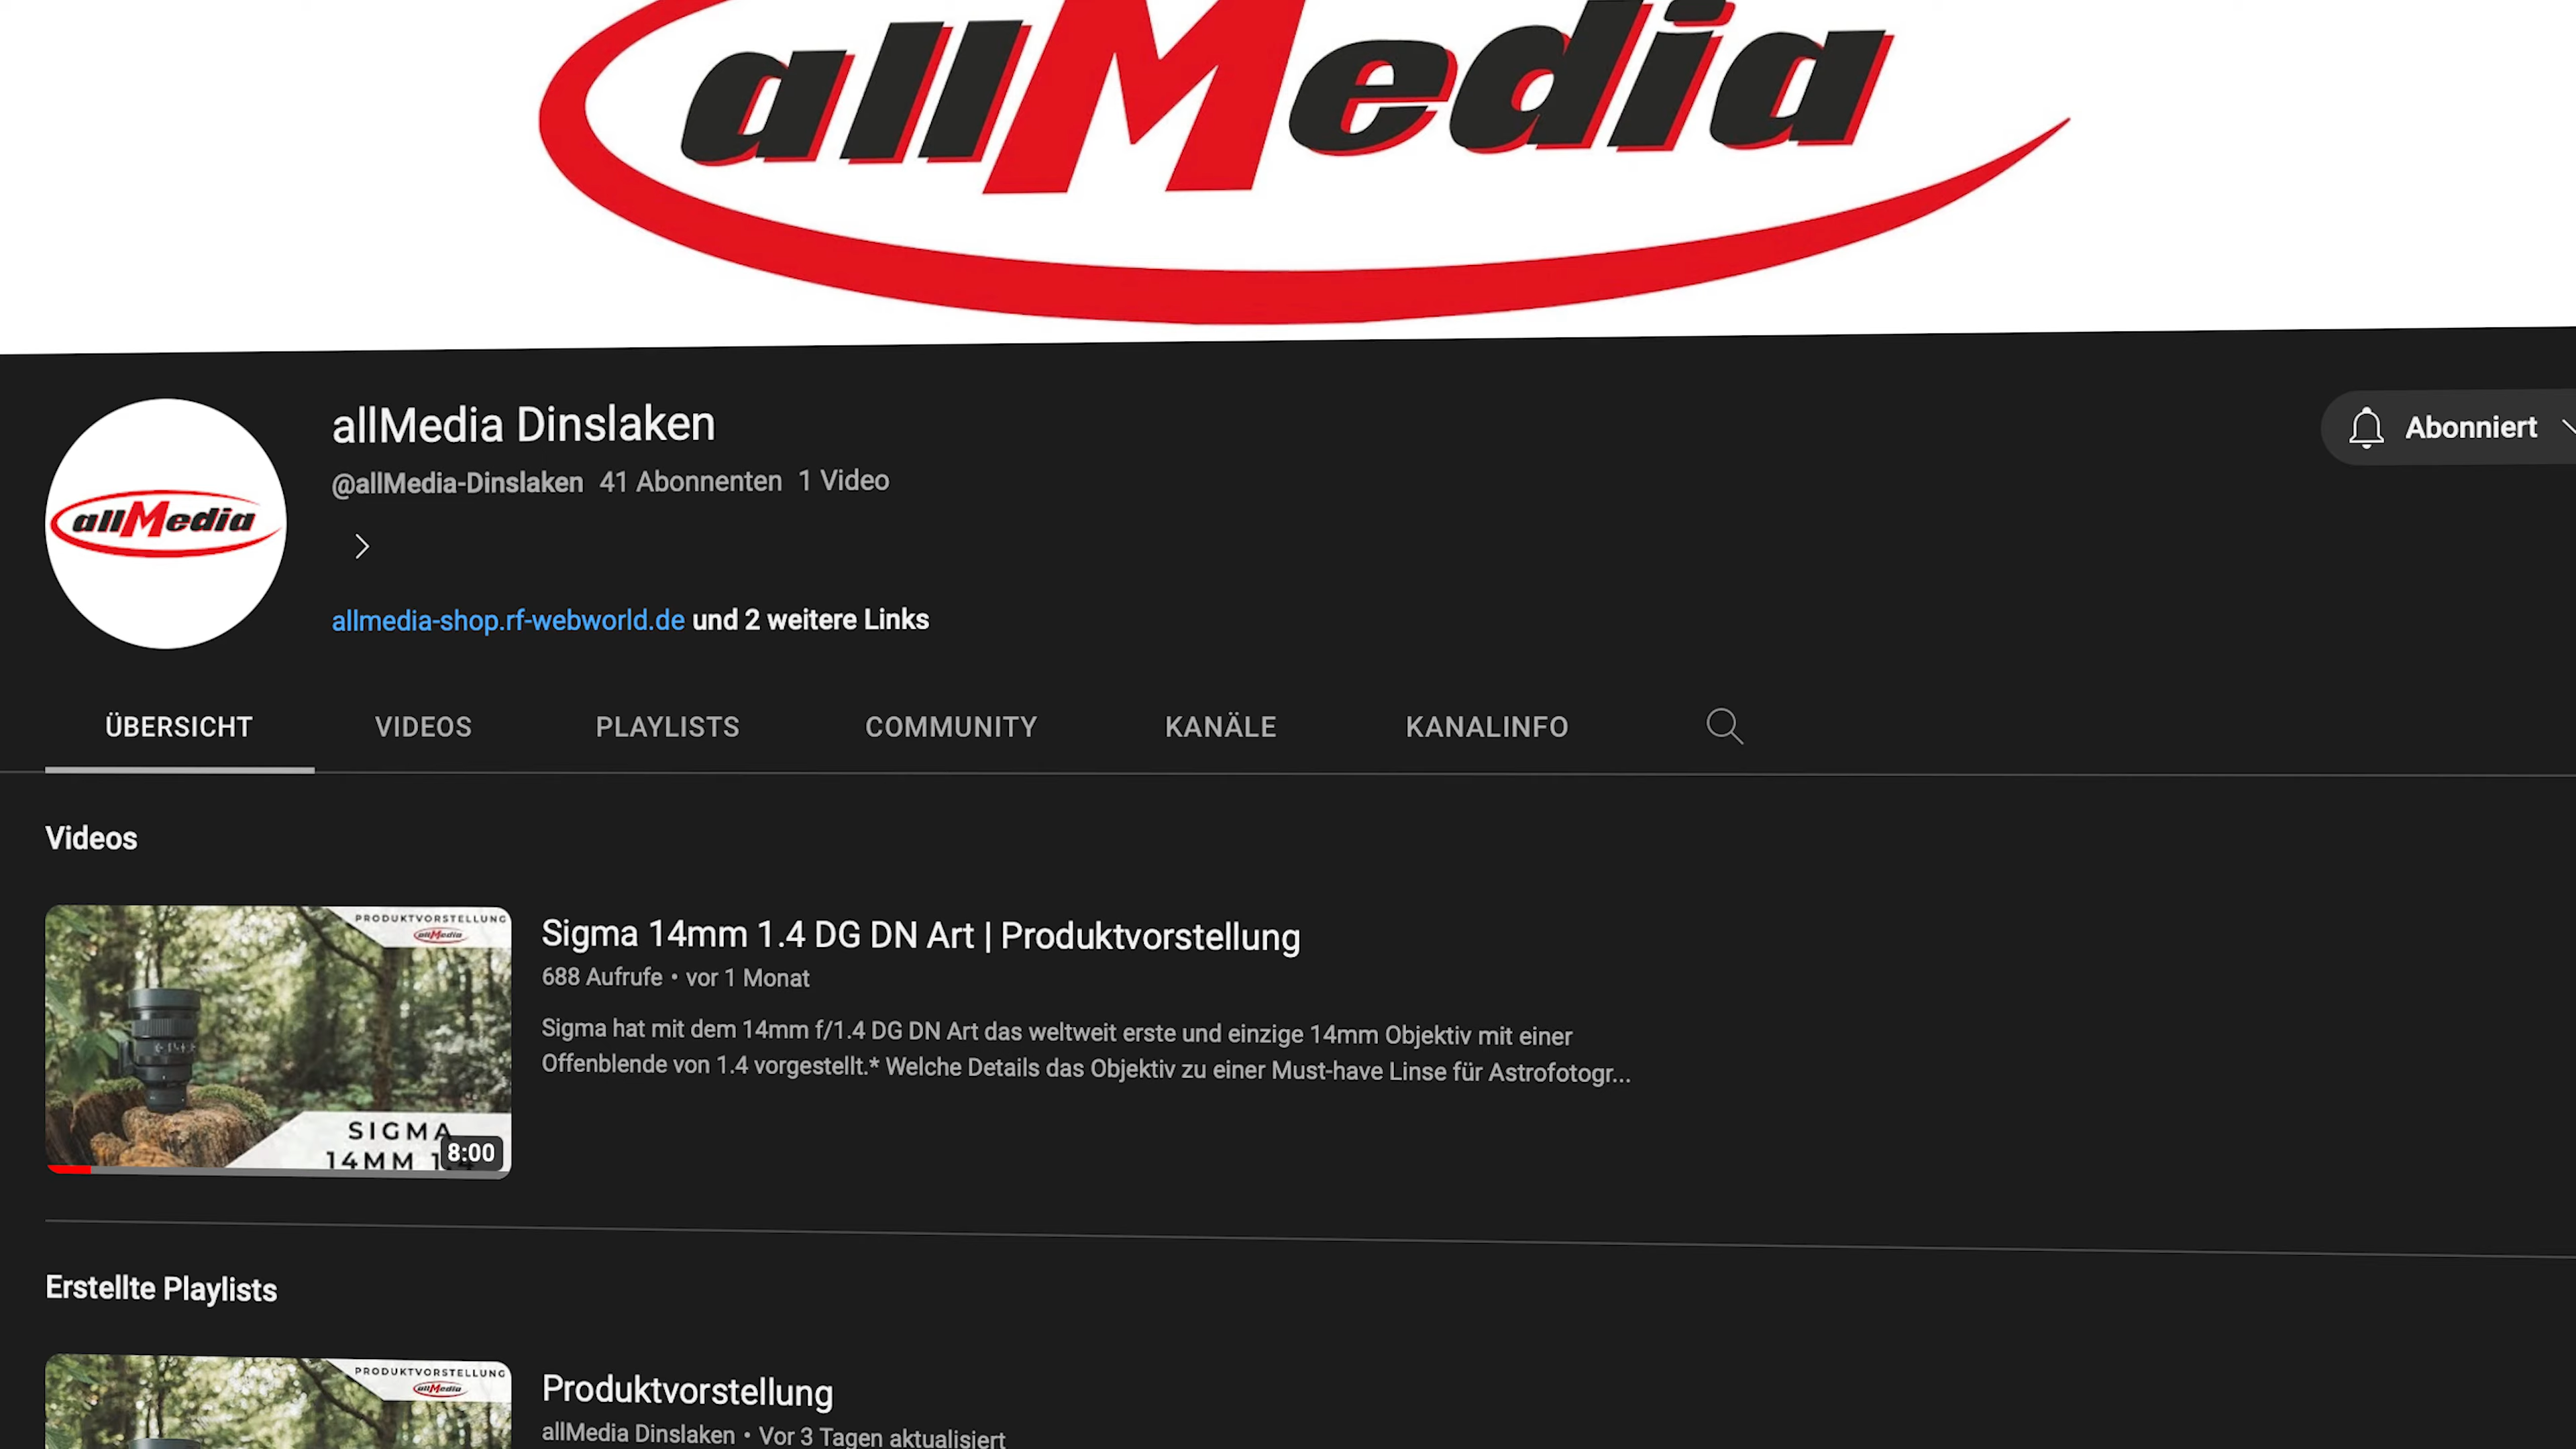 allMedia
allMedia Dinslaken
@allMedia-Dinslaken 41 Abonnenten 1 Video
allMedia
allmedia-shop.rf-webworld.de und 2 weitere Links
Abonniert
ÜBERSICHT VIDEOS PLAYLISTS COMMUNITY KANÄLE KANALINFO
Videos
PRODUKTVORSTELLUNG
allMedia
SIGMA
14MM 1.4
8:00
Sigma 14mm 1.4 DG DN Art | Produktvorstellung
688 Aufrufe • vor 1 Monat
Sigma hat mit dem 14mm f/1.4 DG DN Art das weltweit erste und einzige 14mm Objektiv mit einer
Offenblende von 1.4 vorgestellt.* Welche Details das Objektiv zu einer Must-have Linse für Astrofotogr...
Erstellte Playlists
PRODUKTVORSTELLUNG
allMedia
Produktvorstellung
allMedia Dinslaken • Vor 3 Tagen aktualisiert